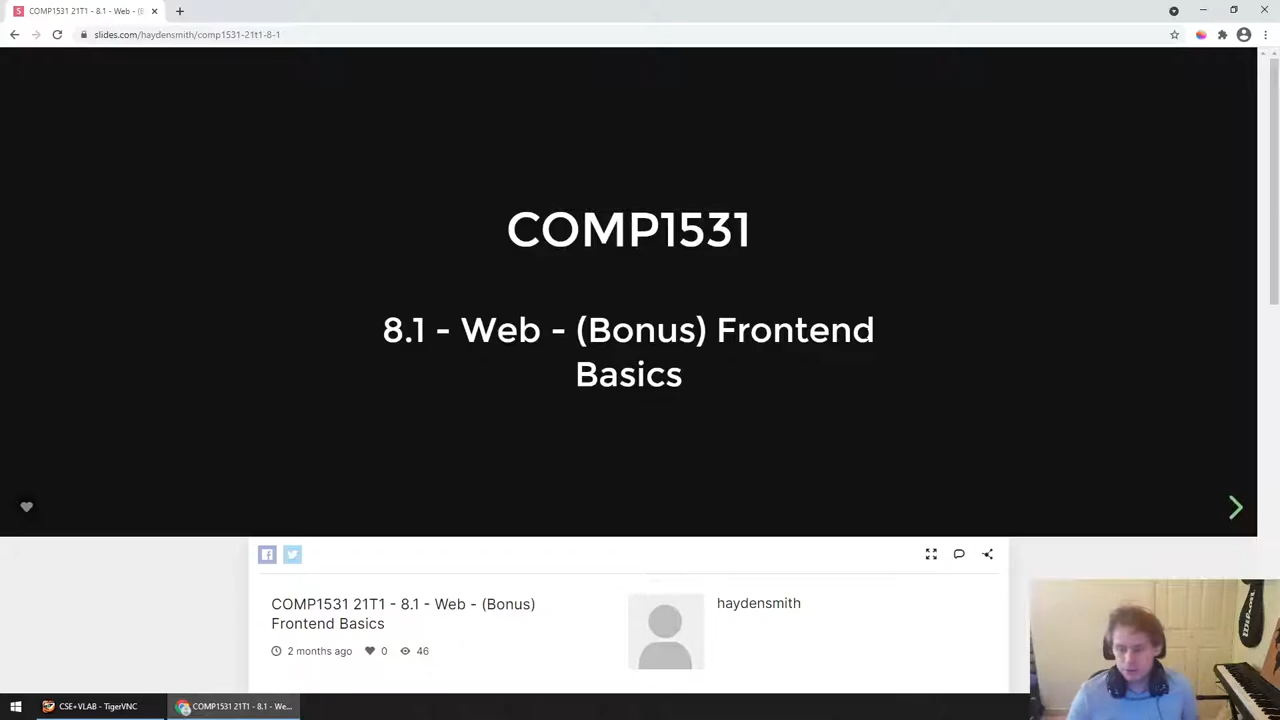 COMP1531 21T1 - 8.1 - Web - (B
slides.com/haydensmith/comp1531-21t1-8-1
COMP1531
8.1 - Web - (Bonus) Frontend
Basics
COMP1531 21T1 - 8.1 - Web - (Bonus)
Frontend Basics
2 months ago
0
46
haydensmith
Wilson
CSE+VLAB - TigerVNC
COMP1531 21T1 - 8.1 - We...